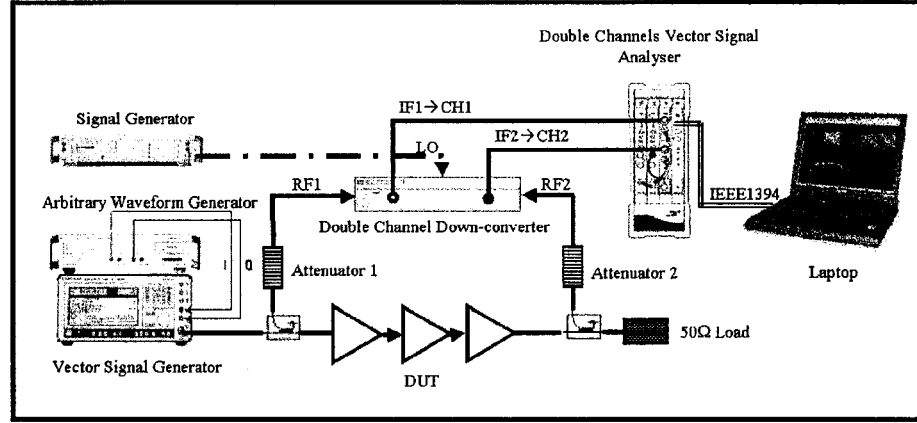 Double Channels Vector Signal
Analyser
IF1→CH1
Signal Generator
IF2→CH2
LO
RF1
RF2
IEEE1394
Arbitrary Waveform Generator
Double Channel Down-converter
I
Q
Attenuator 1
Attenuator 2
Laptop
50Ω Load
Vector Signal Generator
DUT